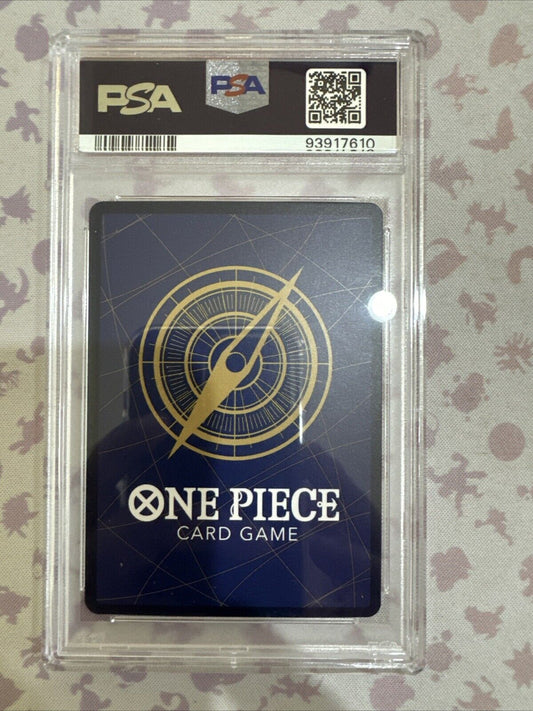 PSA
PSA
93917610
ONE PIECE
CARD GAME